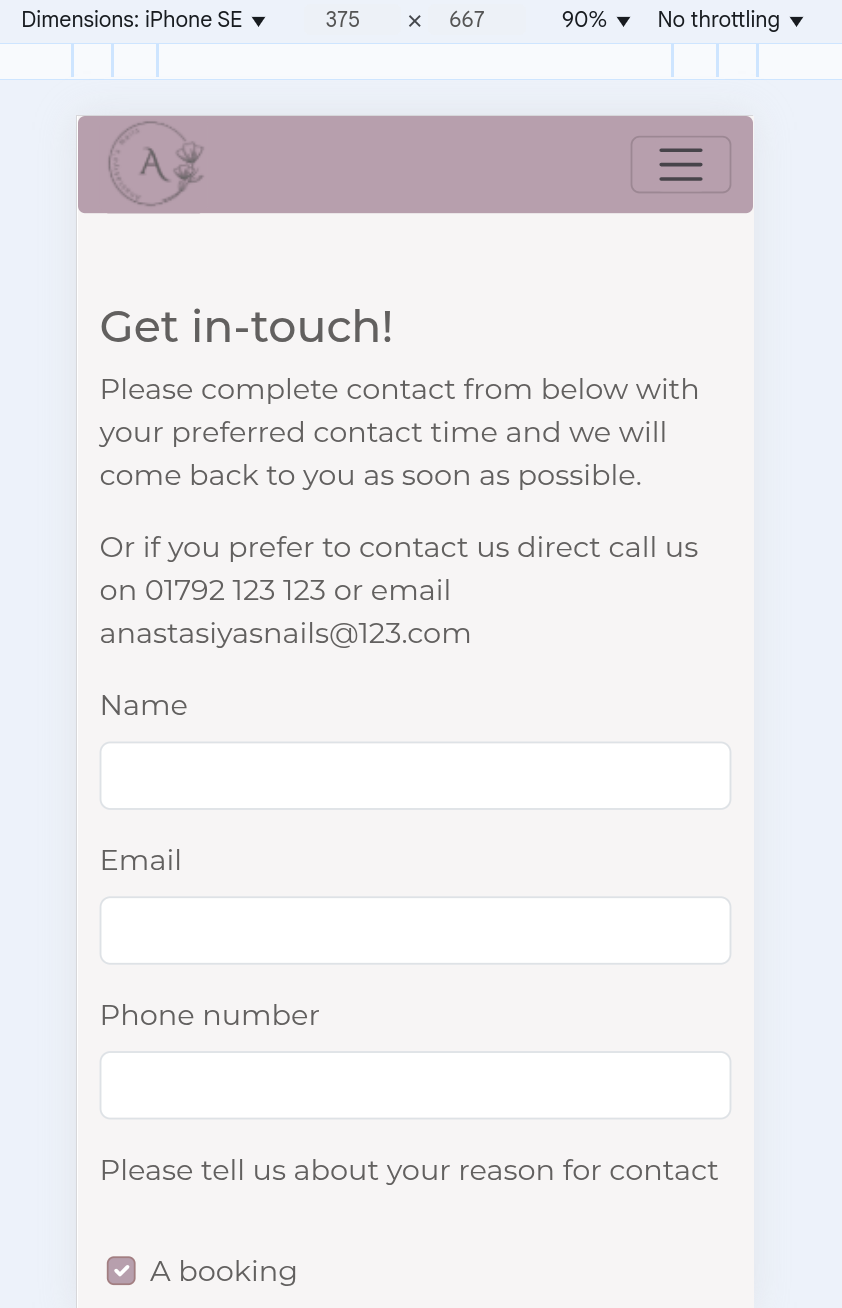 Dimensions: iPhone SE ▼ 375 × 667 90% ▼ No throttling ▼
A
Get in-touch!
Please complete contact from below with
your preferred contact time and we will
come back to you as soon as possible.
Or if you prefer to contact us direct call us
on 01792 123 123 or email
anastasiyasnails@123.com
Name
Email
Phone number
Please tell us about your reason for contact
A booking